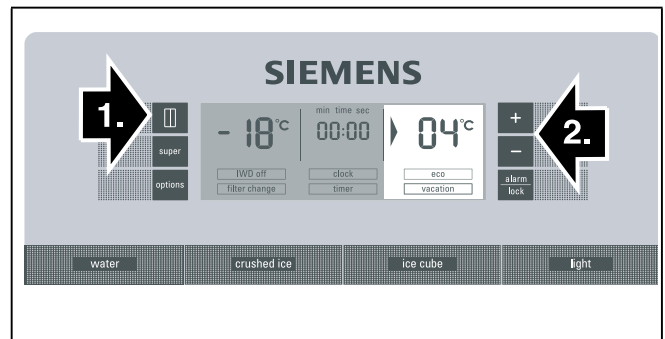 SIEMENS
1.
super
options
min time sec
- 18°C
00:00
04°C
IWD off
clock
eco
filter change
timer
vacation
+
-
alarm
lock
2.
water
crushed ice
ice cube
light